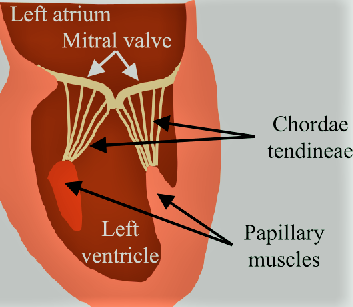 Left atrium
Mitral valve
Chordae
tendineae
Left
ventricle
Papillary
muscles